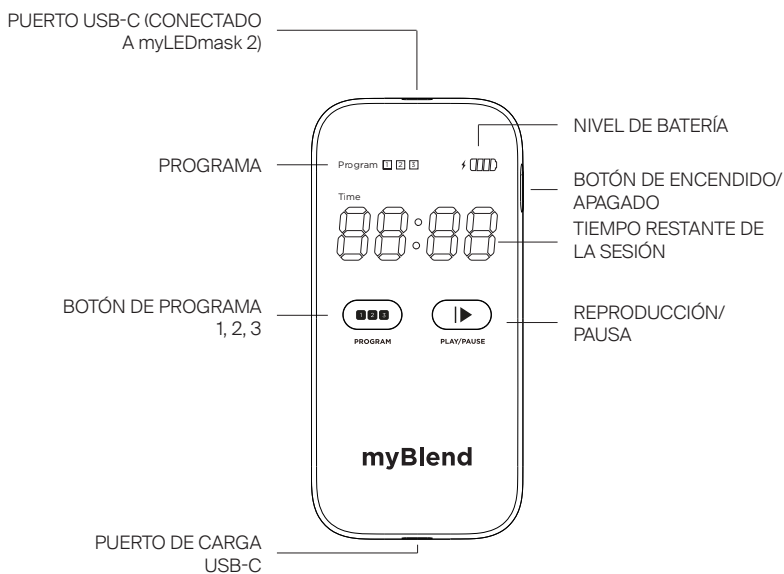 PUERTO USB-C (CONECTADO
A myLEDmask 2)
NIVEL DE BATERÍA
PROGRAMA
Program 1 2 3
BOTÓN DE ENCENDIDO/
APAGADO
Time
88:88
TIEMPO RESTANTE DE
LA SESIÓN
BOTÓN DE PROGRAMA
1, 2, 3
1 2 3
REPRODUCCIÓN/
PAUSA
PROGRAM
PLAY/PAUSE
myBlend
PUERTO DE CARGA
USB-C